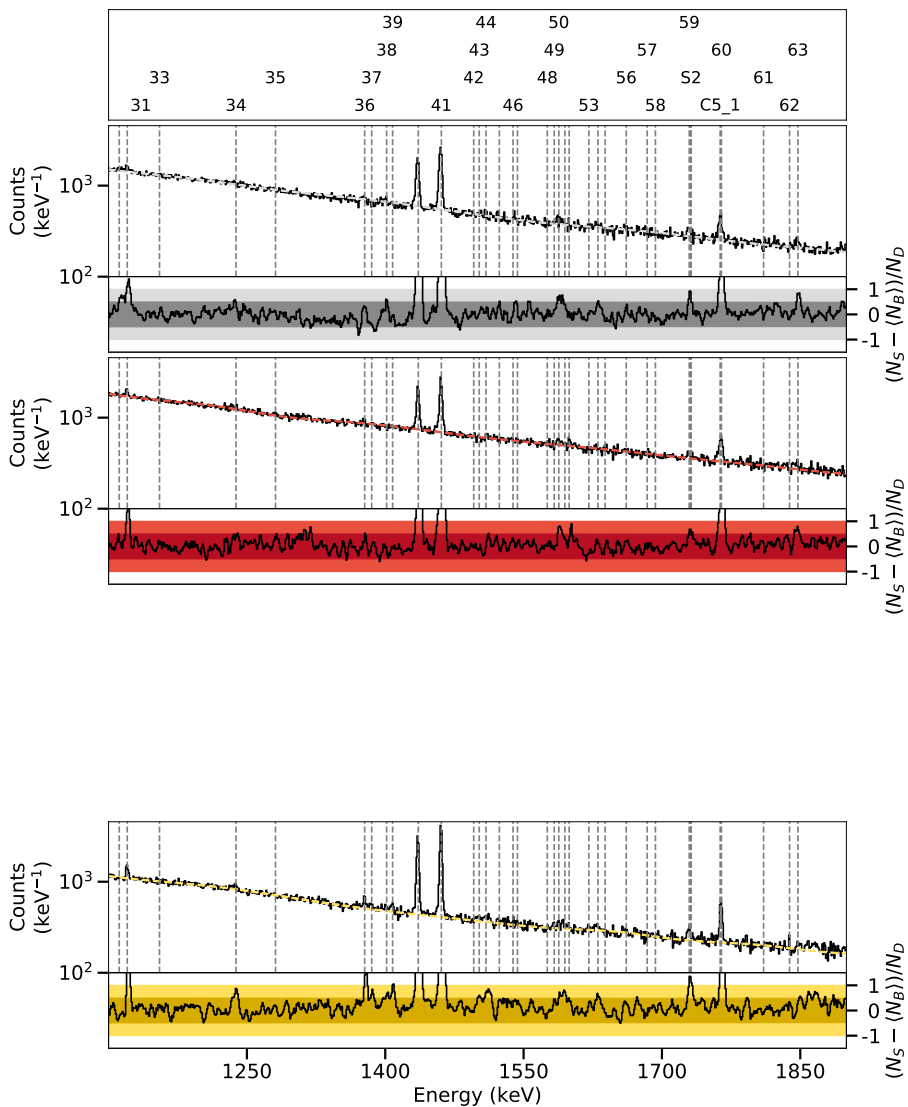 39 44 50 59
38 43 49 57 60 63
33 35 37 42 48 56 S2 61
31 34 36 41 46 53 58 C5_1 62
Counts
(keV⁻¹)
10³
10²
1
0
-1
(N_S − ⟨N_B⟩)/N_D
Counts
(keV⁻¹)
10³
10²
1
0
-1
(N_S − ⟨N_B⟩)/N_D
Counts
(keV⁻¹)
10³
10²
1
0
-1
(N_S − ⟨N_B⟩)/N_D
1250 1400 1550 1700 1850
Energy (keV)